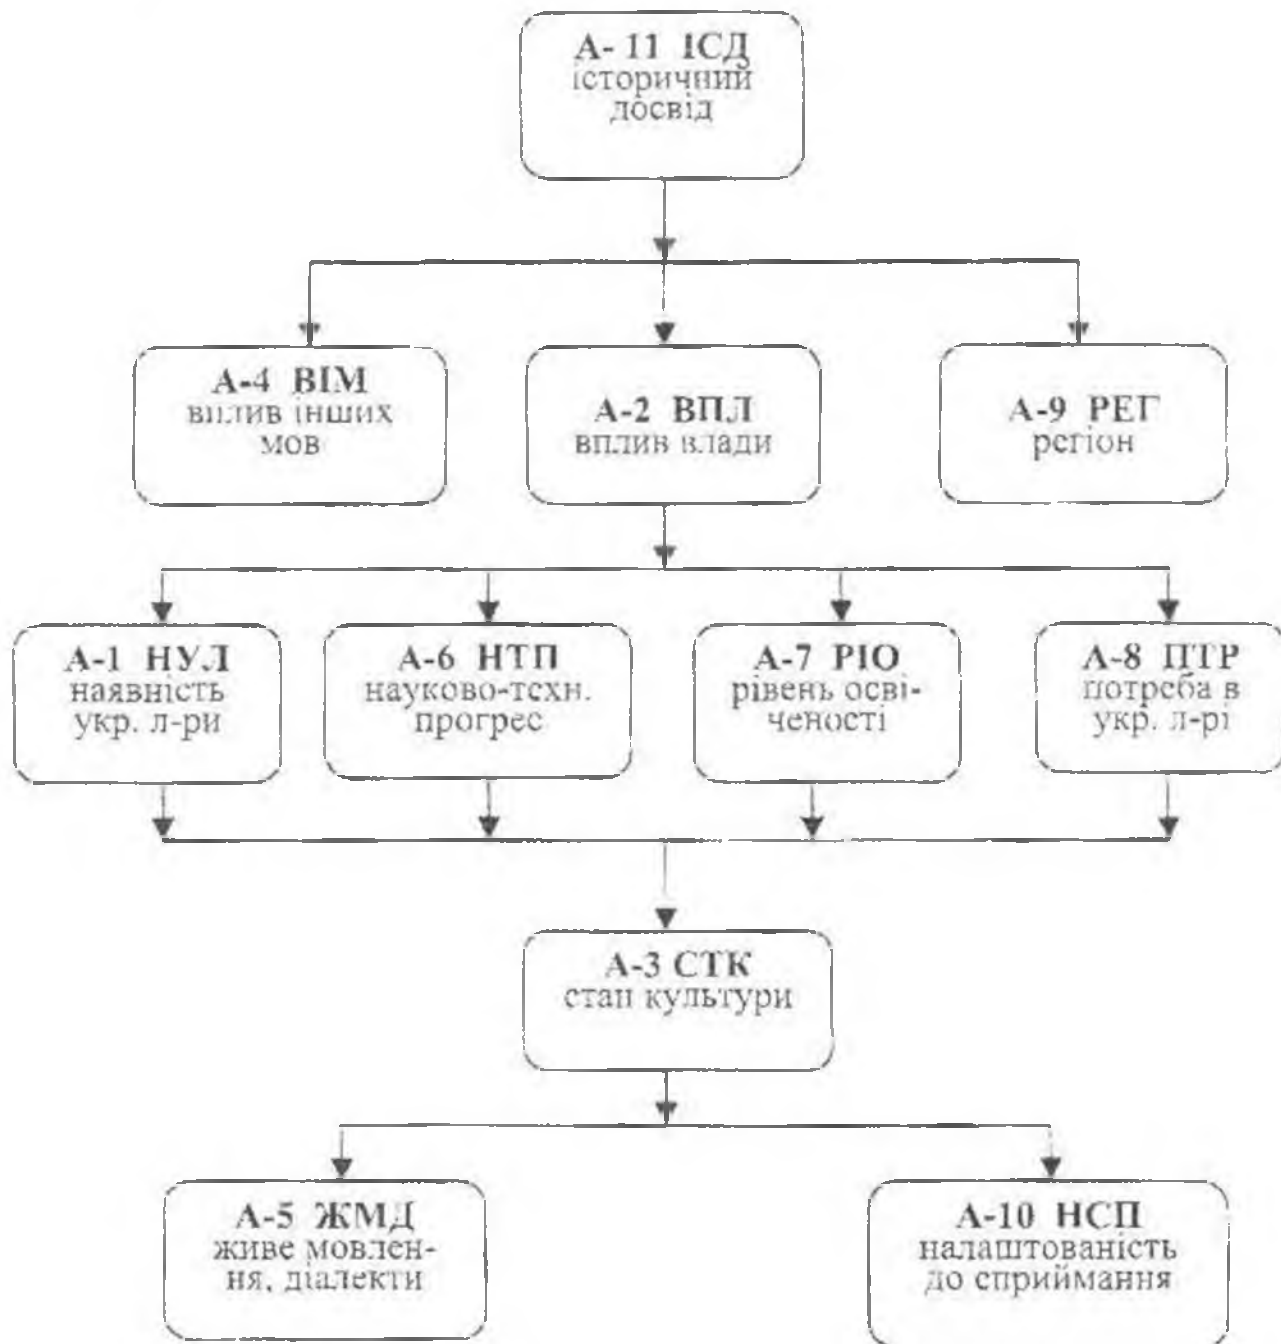 А- 11 ІСД
історичний
досвід
А-4 ВІМ
вплив інших
мов
А-2 ВПЛ
вплив влади
А-9 РЕГ
регіон
А-1 НУЛ
наявність
укр. л-ри
А-6 НТП
науково-техн.
прогрес
А-7 РІО
рівень осві-
ченості
А-8 ПТР
потреба в
укр. л-рі
А-3 СТК
стан культури
А-5 ЖМД
живе мовлен-
ня, діалекти
А-10 НСП
налаштованість
до сприймання